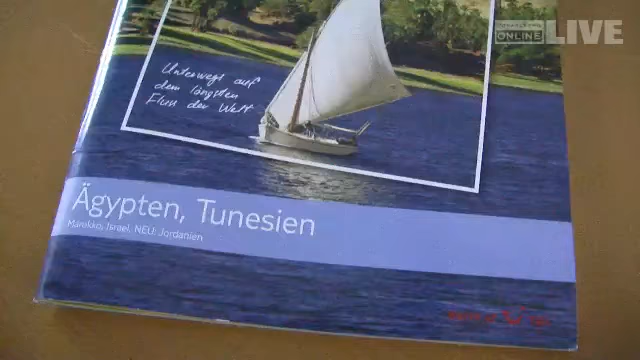 ONLINE LIVE
Unterwegs auf
dem längsten
Fluss der Welt
Ägypten, Tunesien
Marokko, Israel, NEU: Jordanien